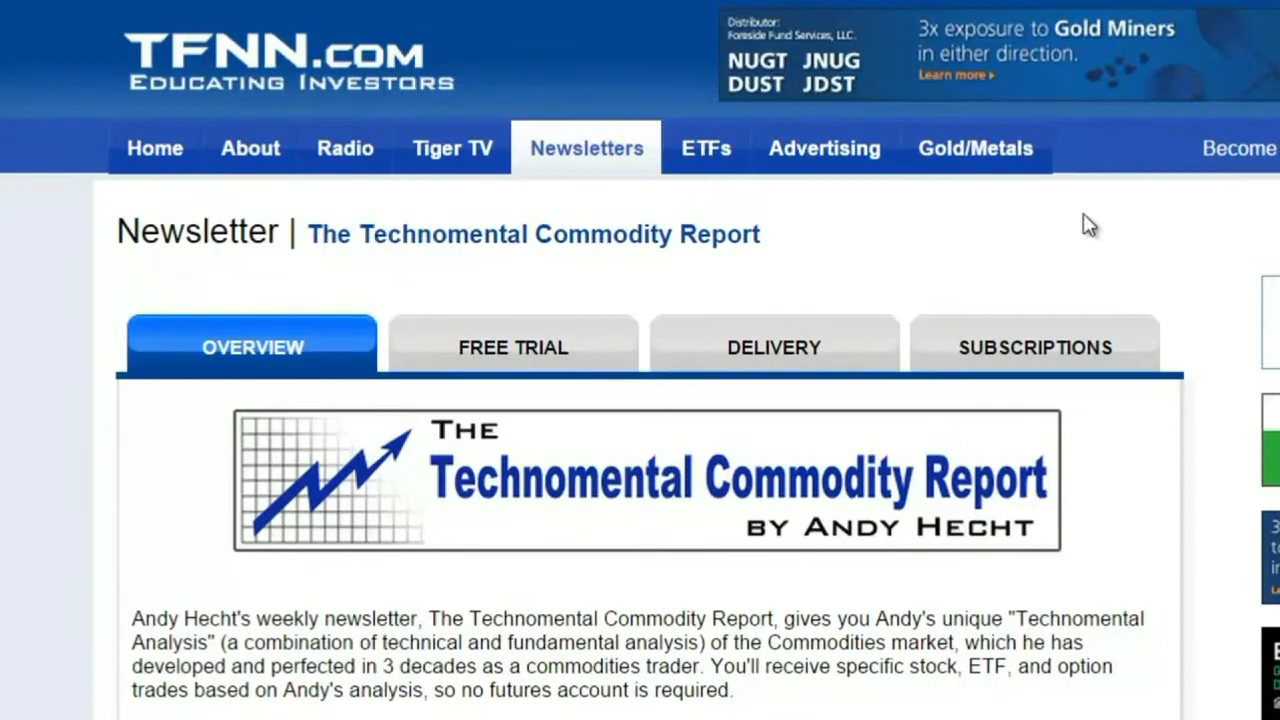 TFNN.COM
EDUCATING INVESTORS
Distributor:
Foreside Fund Services, LLC.
NUGT JNUG
DUST JDST
3x exposure to Gold Miners
in either direction.
Learn more
Home About Radio Tiger TV Newsletters ETFs Advertising Gold/Metals Become
Newsletter | The Technomental Commodity Report
OVERVIEW FREE TRIAL DELIVERY SUBSCRIPTIONS
THE
Technomental Commodity Report
BY ANDY HECHT
Andy Hecht's weekly newsletter, The Technomental Commodity Report, gives you Andy's unique "Technomental
Analysis" (a combination of technical and fundamental analysis) of the Commodities market, which he has
developed and perfected in 3 decades as a commodities trader. You'll receive specific stock, ETF, and option
trades based on Andy's analysis, so no futures account is required.